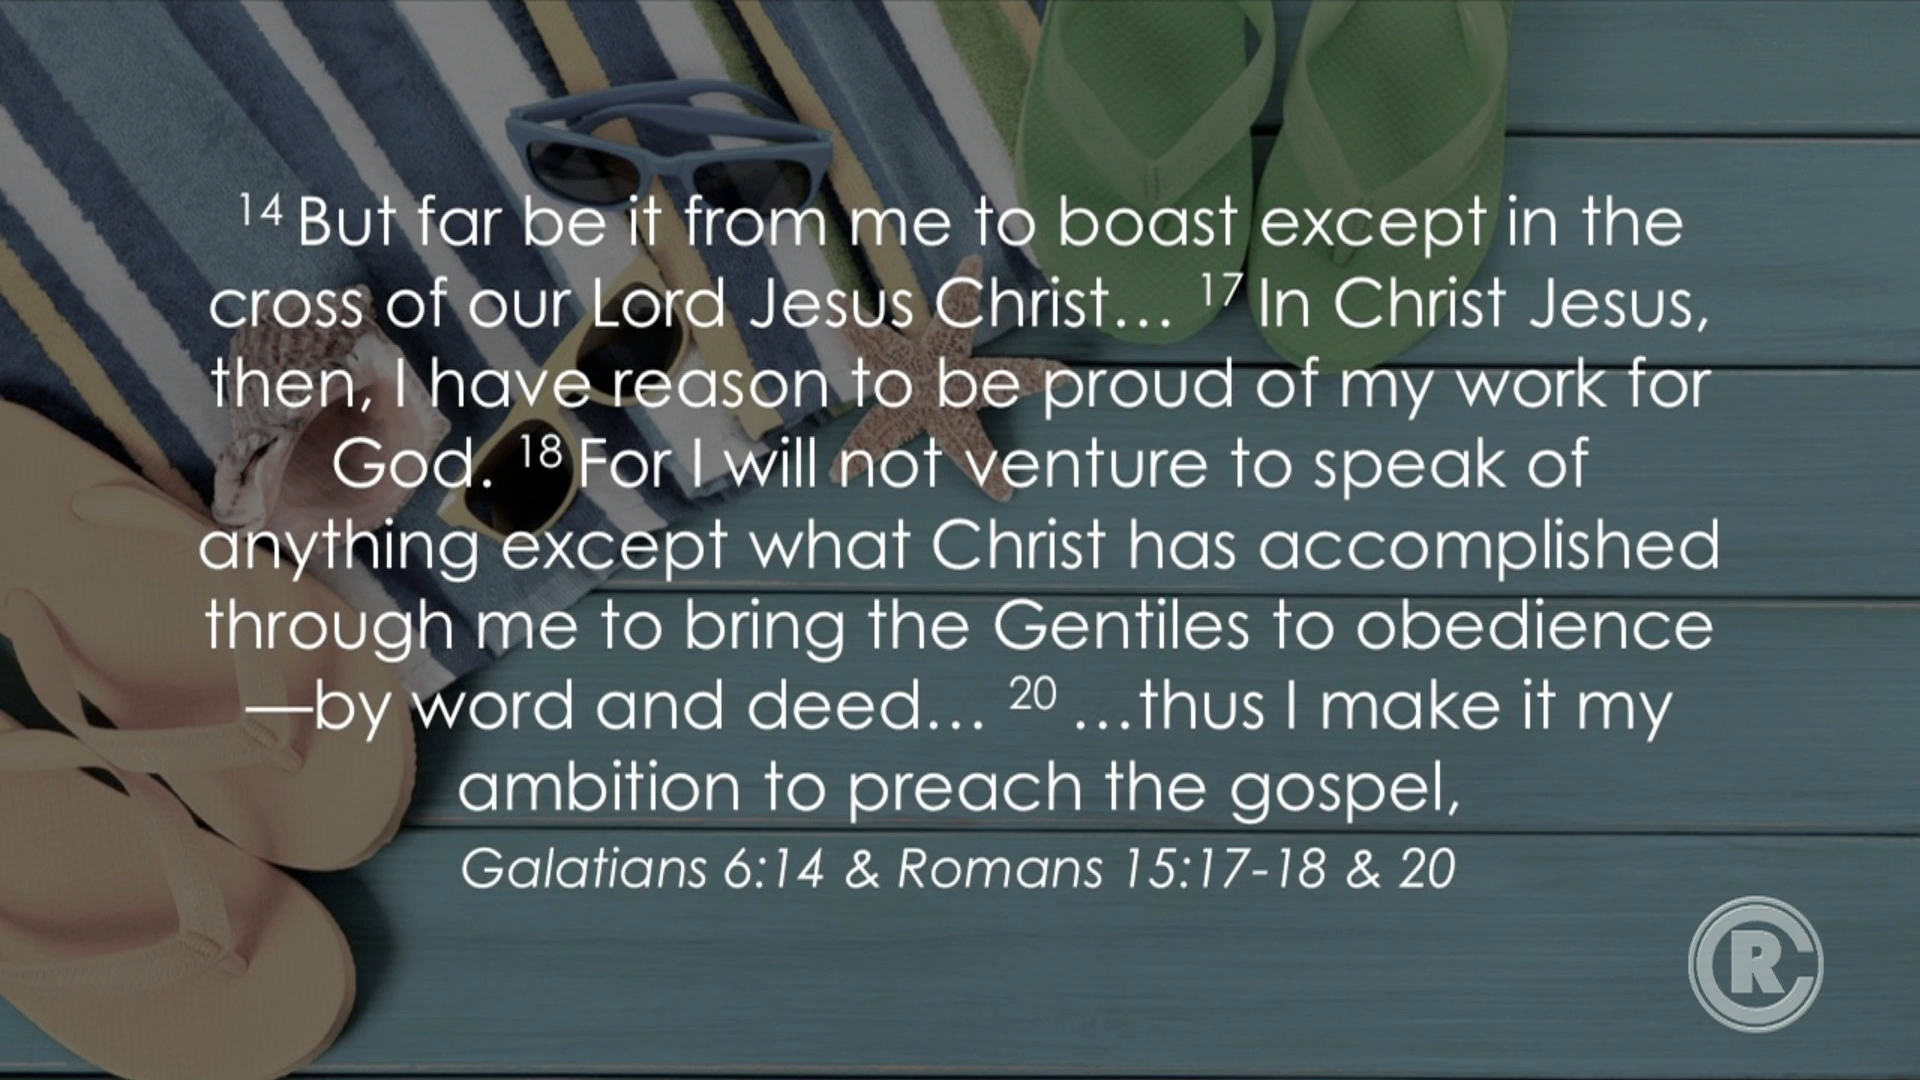 14 But far be it from me to boast except in the
cross of our Lord Jesus Christ… 17 In Christ Jesus,
then, I have reason to be proud of my work for
God. 18 For I will not venture to speak of
anything except what Christ has accomplished
through me to bring the Gentiles to obedience
—by word and deed… 20 …thus I make it my
ambition to preach the gospel,
Galatians 6:14 & Romans 15:17-18 & 20
RC